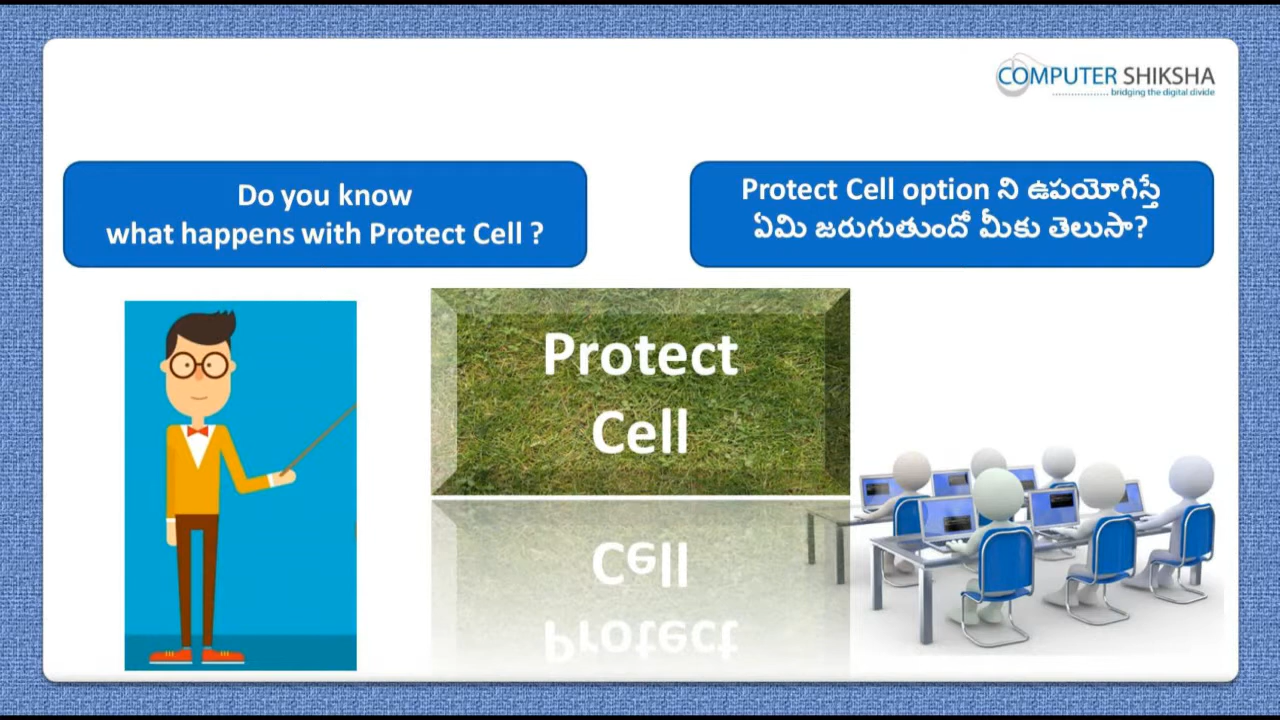 COMPUTER SHIKSHA
bridging the digital divide
Do you know
what happens with Protect Cell ?
Protect Cell option ని ఉపయోగిస్తే
ఏమి జరుగుతుందో మీకు తెలుసా?
Protect
Cell